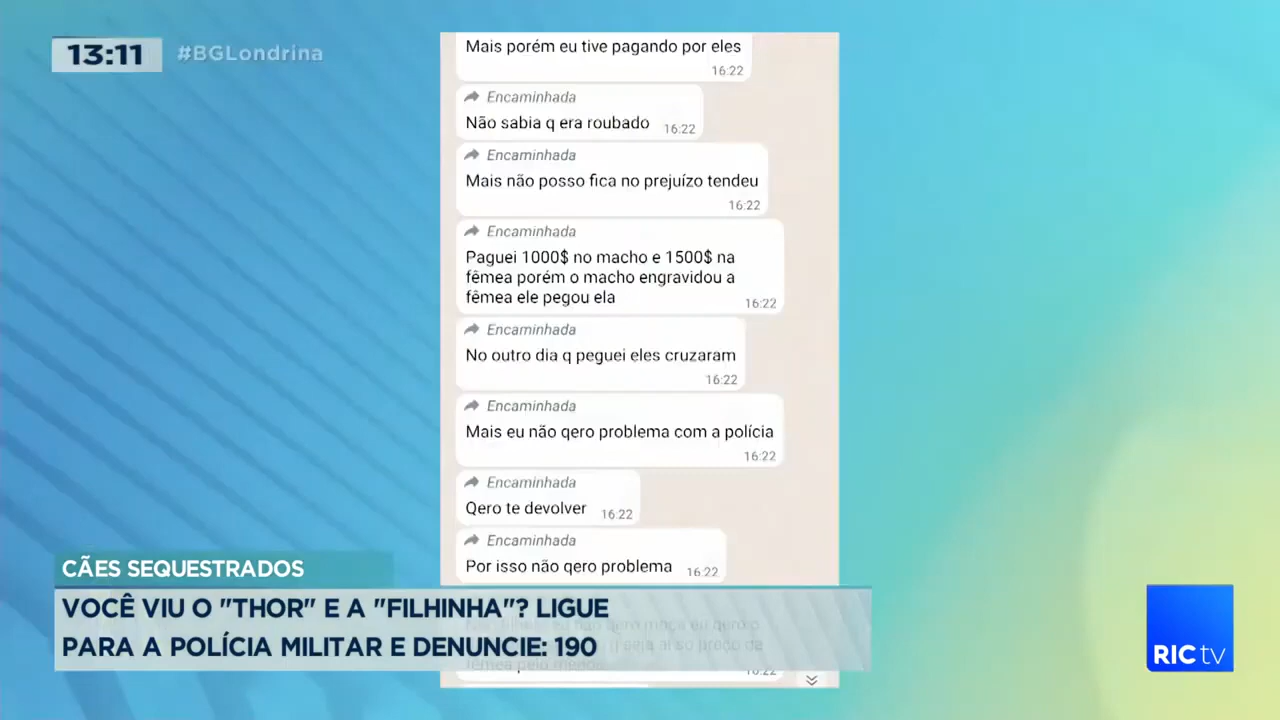 13:11 #BGLondrina
Mais porém eu tive pagando por eles
16:22
Encaminhada
Não sabia q era roubado 16:22
Encaminhada
Mais não posso fica no prejuízo tendeu
16:22
Encaminhada
Paguei 1000$ no macho e 1500$ na
fêmea porém o macho engravidou a
fêmea ele pegou ela
16:22
Encaminhada
No outro dia q peguei eles cruzaram
16:22
Encaminhada
Mais eu não qero problema com a polícia
16:22
Encaminhada
Qero te devolver 16:22
Encaminhada
Por isso não qero problema 16:22
CÃES SEQUESTRADOS
VOCÊ VIU O "THOR" E A "FILHINHA"? LIGUE
PARA A POLÍCIA MILITAR E DENUNCIE: 190
16:22
RIC tv